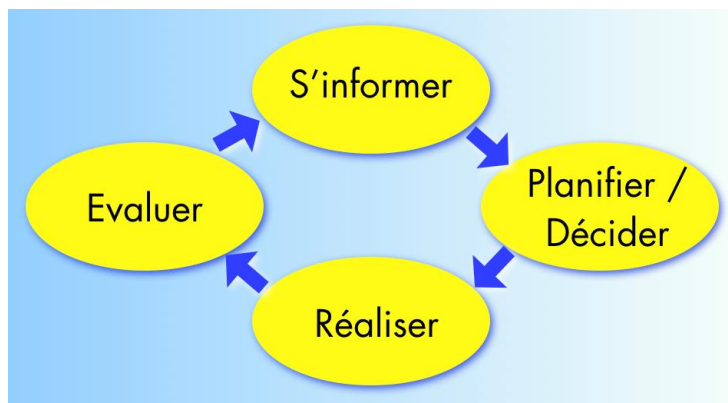 S'informer
Planifier /
Décider
Réaliser
Evaluer